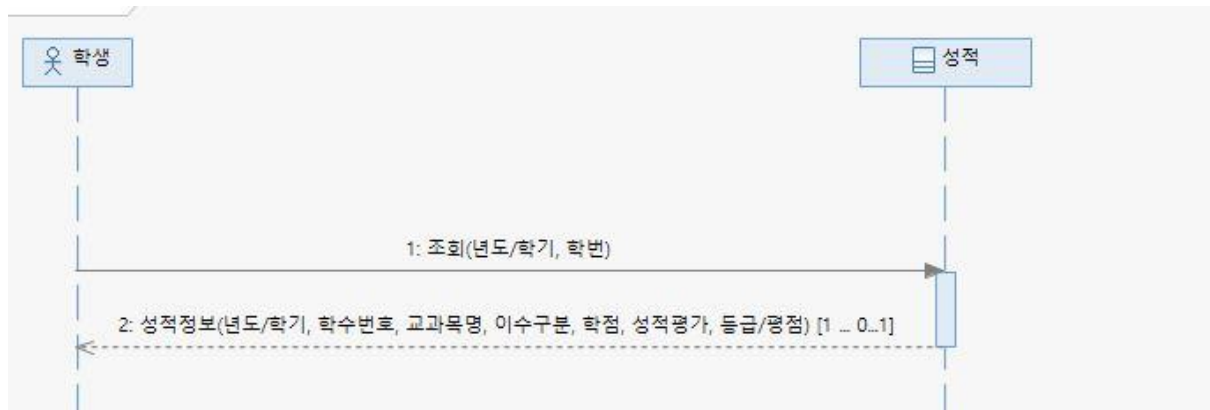 학생
성적
1: 조회(년도/학기, 학번)
2: 성적정보(년도/학기, 학수번호, 교과목명, 이수구분, 학점, 성적평가, 등급/평점) [1 ... 0..1]